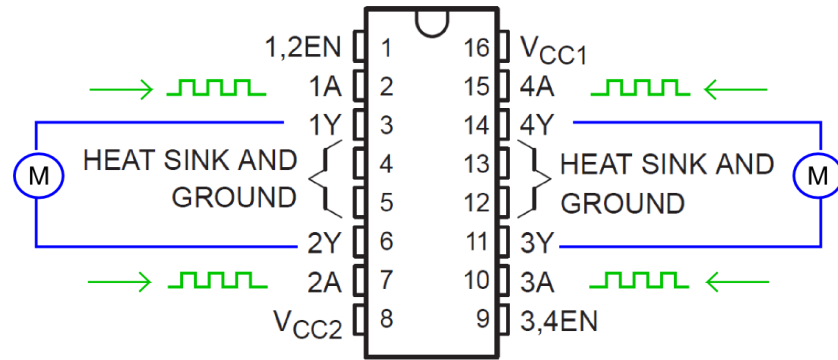 1,2EN 1 16 VCC1
1A 2 15 4A
1Y 3 14 4Y
M HEAT SINK AND 4 13 HEAT SINK AND M
GROUND 5 12 GROUND
2Y 6 11 3Y
2A 7 10 3A
VCC2 8 9 3,4EN